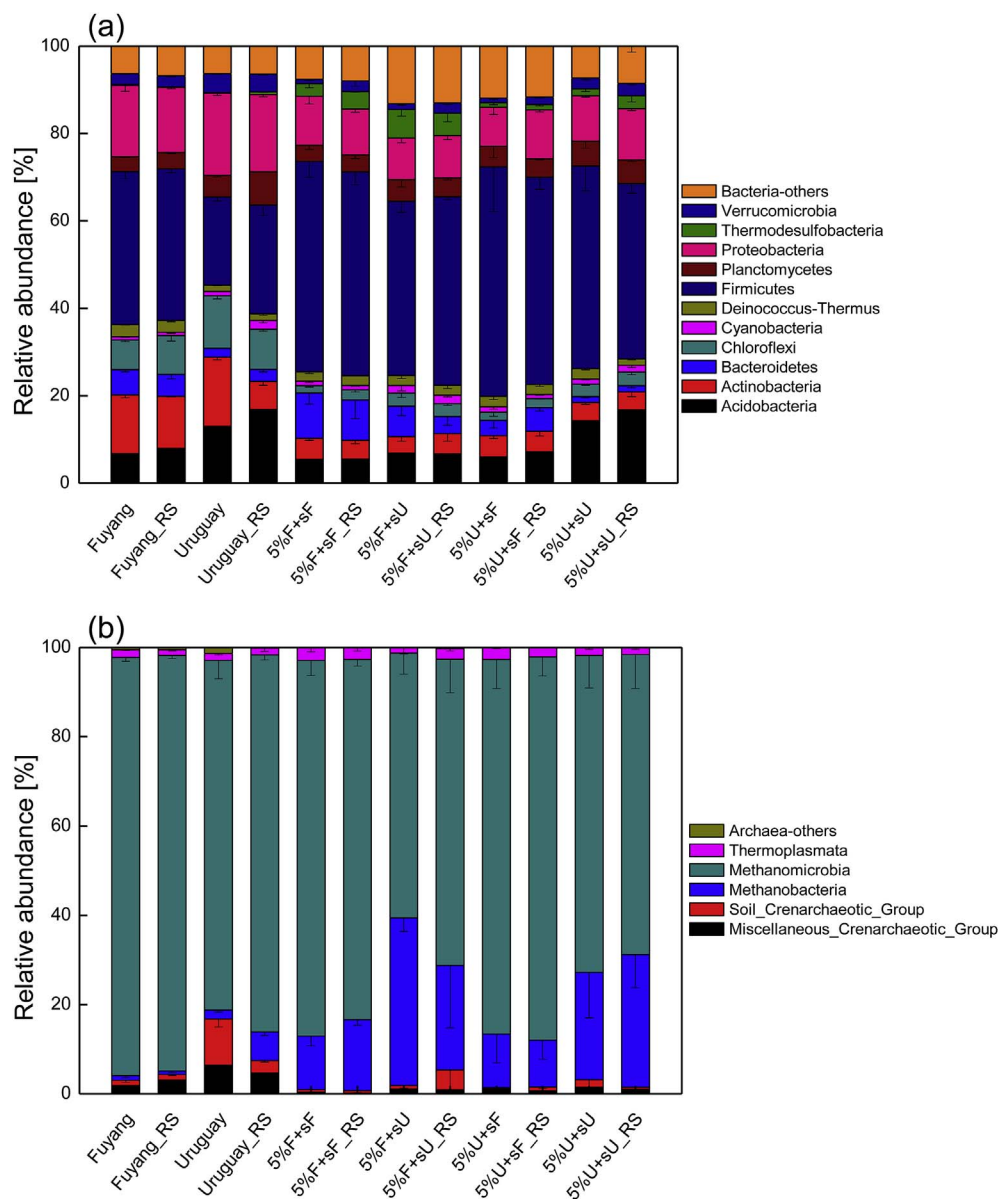 (a)
Relative abundance [%]
100
80
60
40
20
0
Fuyang
Fuyang_RS
Uruguay
Uruguay_RS
5%F+sF
5%F+sF_RS
5%F+sU
5%F+sU_RS
5%U+sF
5%U+sF_RS
5%U+sU
5%U+sU_RS
Bacteria-others
Verrucomicrobia
Thermodesulfobacteria
Proteobacteria
Planctomycetes
Firmicutes
Deinococcus-Thermus
Cyanobacteria
Chloroflexi
Bacteroidetes
Actinobacteria
Acidobacteria
(b)
Relative abundance [%]
100
80
60
40
20
0
Fuyang
Fuyang_RS
Uruguay
Uruguay_RS
5%F+sF
5%F+sF_RS
5%F+sU
5%F+sU_RS
5%U+sF
5%U+sF_RS
5%U+sU
5%U+sU_RS
Archaea-others
Thermoplasmata
Methanomicrobia
Methanobacteria
Soil_Crenarchaeotic_Group
Miscellaneous_Crenarchaeotic_Group